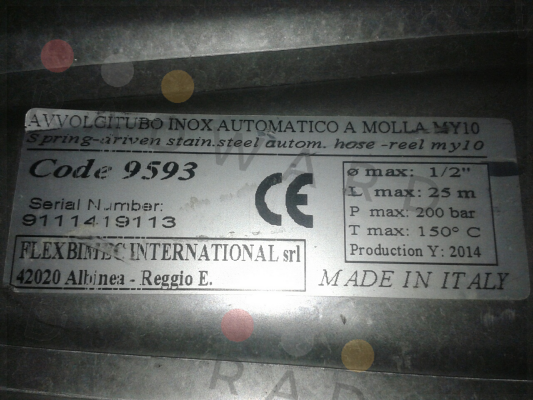 AVVOLGITUBO INOX AUTOMATICO A MOLLA MY10
Spring-driven stain.steel autom. hose -reel my10
Code 9593
Serial Number:
9111419113
FLEXBIMEC INTERNATIONAL srl
42020 Albinea - Reggio E.
CE
ø max: 1/2"
L max: 25 m
P max: 200 bar
T max: 150° C
Production Y: 2014
MADE IN ITALY
WAR
RAD